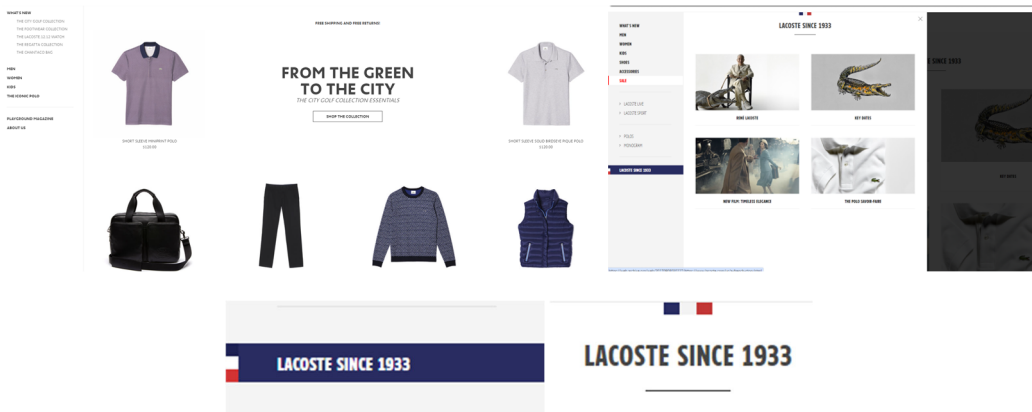 WHAT'S NEW
THE CITY GOLF COLLECTION
THE FOOTWEAR COLLECTION
THE LACOSTE 12.12 WATCH
THE REGATTA COLLECTION
THE CHANTACO BAG
MEN
WOMEN
KIDS
THE ICONIC POLO
PLAYGROUND MAGAZINE
ABOUT US
FREE SHIPPING AND FREE RETURNS
FROM THE GREEN
TO THE CITY
THE CITY GOLF COLLECTION ESSENTIALS
SHOP THE COLLECTION
SHORT SLEEVE MINIPRINT POLO
SHORT SLEEVE SOLID BIRDSEYE PIQUE POLO
WHAT'S NEW
MEN
WOMEN
KIDS
SHOES
ACCESSORIES
SALE
LACOSTE LIVE
LACOSTE SPORT
POLOS
MONOGRAM
LACOSTE SINCE 1933
LACOSTE SINCE 1933
RENÉ LACOSTE
KEY DATES
NEW FILM: TIMELESS ELEGANCE
THE POLO SAVOIR-FAIRE
SINCE 1933
LACOSTE SINCE 1933
LACOSTE SINCE 1933